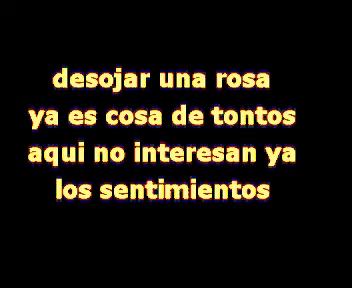 desojar una rosa
ya es cosa de tontos
aqui no interesan ya
los sentimientos